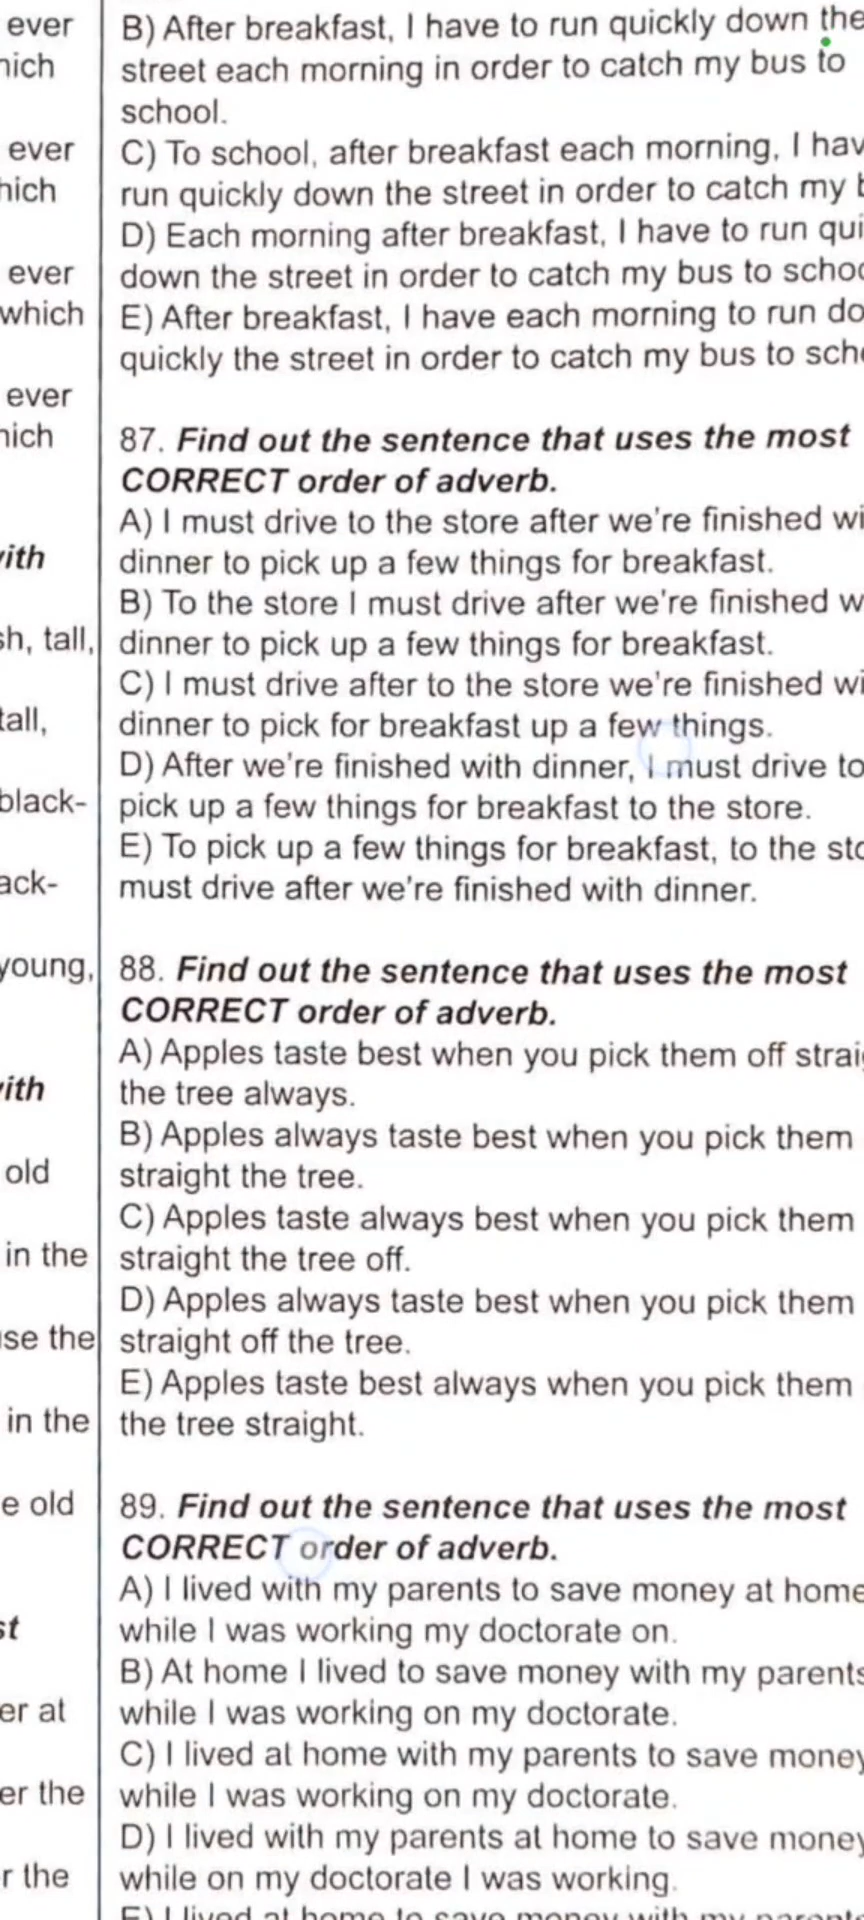 ever
hich
ever
hich
ever
which
ever
hich
with
sh, tall,
tall,
black-
ack-
young,
with
old
in the
use the
in the
e old
st
er at
er the
r the
B) After breakfast, I have to run quickly down the
street each morning in order to catch my bus to
school.
C) To school, after breakfast each morning, I hav
run quickly down the street in order to catch my b
D) Each morning after breakfast, I have to run qui
down the street in order to catch my bus to schoo
E) After breakfast, I have each morning to run do
quickly the street in order to catch my bus to sch
87. Find out the sentence that uses the most
CORRECT order of adverb.
A) I must drive to the store after we're finished wi
dinner to pick up a few things for breakfast.
B) To the store I must drive after we're finished w
dinner to pick up a few things for breakfast.
C) I must drive after to the store we're finished wi
dinner to pick for breakfast up a few things.
D) After we're finished with dinner, I must drive to
pick up a few things for breakfast to the store.
E) To pick up a few things for breakfast, to the sto
must drive after we're finished with dinner.
88. Find out the sentence that uses the most
CORRECT order of adverb.
A) Apples taste best when you pick them off straig
the tree always.
B) Apples always taste best when you pick them
straight the tree.
C) Apples taste always best when you pick them
straight the tree off.
D) Apples always taste best when you pick them
straight off the tree.
E) Apples taste best always when you pick them
the tree straight.
89. Find out the sentence that uses the most
CORRECT order of adverb.
A) I lived with my parents to save money at home
while I was working my doctorate on.
B) At home I lived to save money with my parents
while I was working on my doctorate.
C) I lived at home with my parents to save money
while I was working on my doctorate.
D) I lived with my parents at home to save money
while on my doctorate I was working.
E) I lived at home to save money with my parents